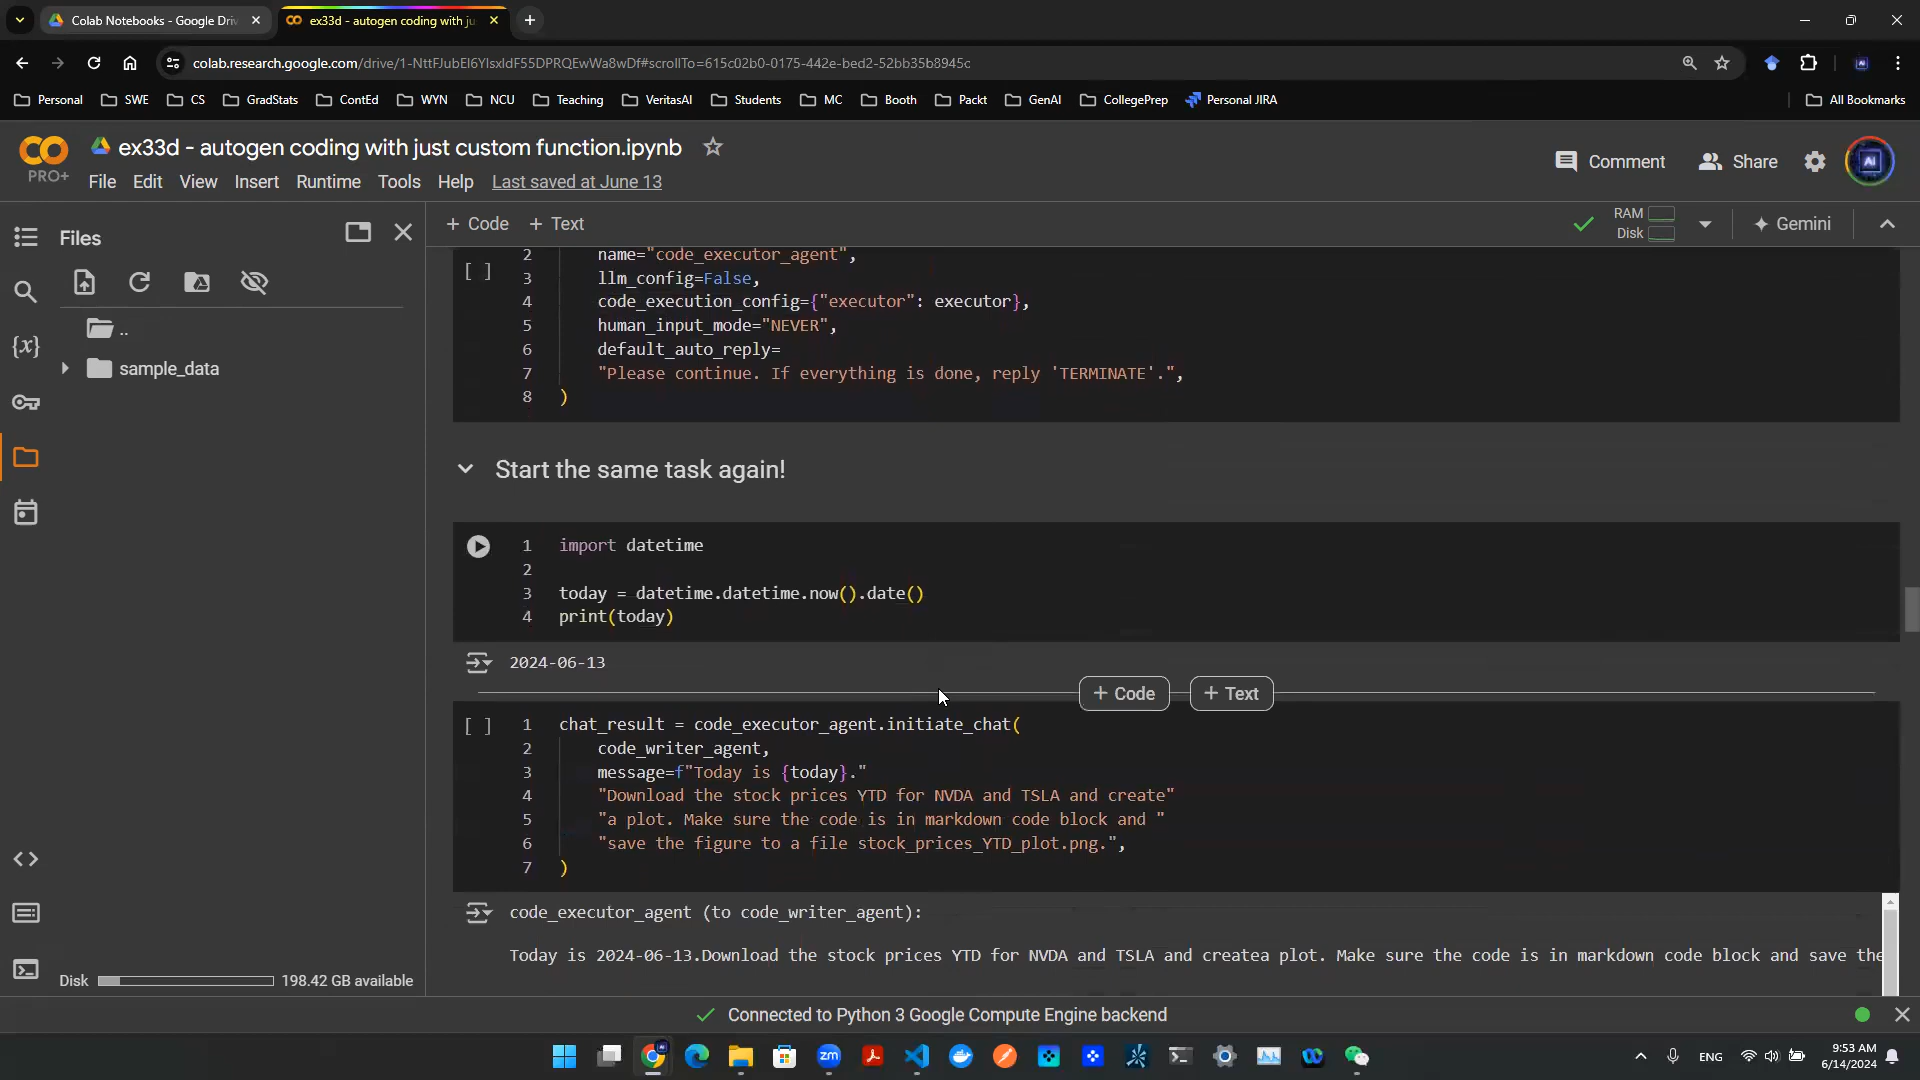 Colab Notebooks - Google Driv
ex33d - autogen coding with ju
colab.research.google.com/drive/1-NttFJubEI6YlsxldF55DPRQEwWa8wDf#scrollTo=615c02b0-0175-442e-bed2-52bb35b8945c
Personal SWE CS GradStats ContEd WYN NCU Teaching VeritasAI Students MC Booth Packt GenAI CollegePrep Personal JIRA All Bookmarks
CO
PRO+
ex33d - autogen coding with just custom function.ipynb
Comment Share
AI
File Edit View Insert Runtime Tools Help Last saved at June 13
Files
+ Code + Text
RAM
Disk
Gemini
..
sample_data
{x}
Disk 198.42 GB available
2 name="code_executor_agent",
[ ]
3 llm_config=False,
4 code_execution_config={"executor": executor},
5 human_input_mode="NEVER",
6 default_auto_reply=
7 "Please continue. If everything is done, reply 'TERMINATE'.",
8 )
Start the same task again!
1 import datetime
2
3 today = datetime.datetime.now().date()
4 print(today)
2024-06-13
+ Code + Text
[ ] 1 chat_result = code_executor_agent.initiate_chat(
2 code_writer_agent,
3 message=f"Today is {today}."
4 "Download the stock prices YTD for NVDA and TSLA and create"
5 "a plot. Make sure the code is in markdown code block and "
6 "save the figure to a file stock_prices_YTD_plot.png.",
7 )
code_executor_agent (to code_writer_agent):
Today is 2024-06-13.Download the stock prices YTD for NVDA and TSLA and createa plot. Make sure the code is in markdown code block and save the
Connected to Python 3 Google Compute Engine backend
zm
ENG
9:53 AM
6/14/2024